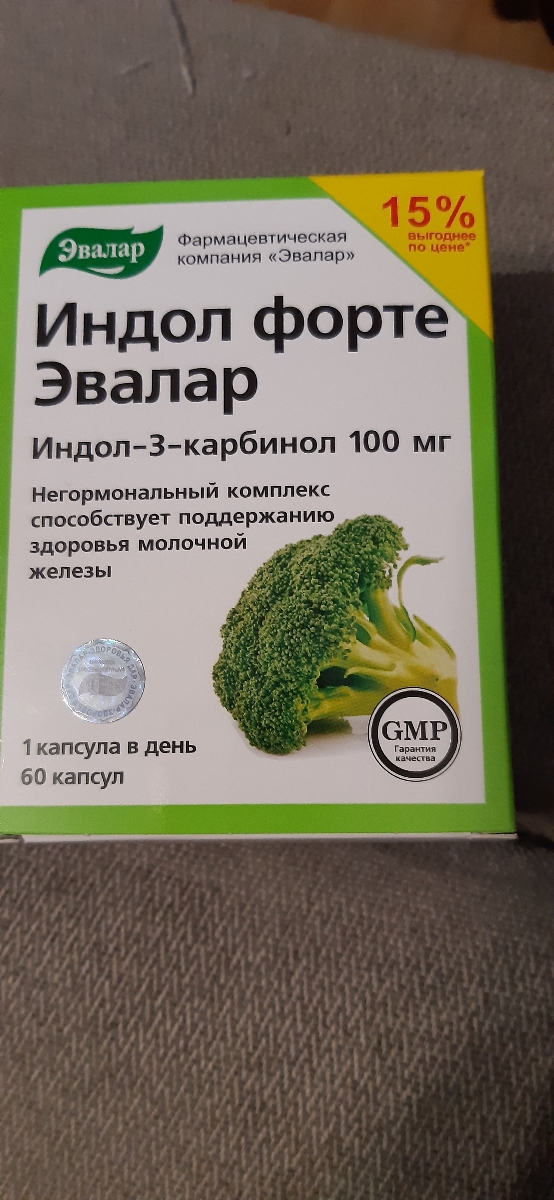 Эвалар
Фармацевтическая
компания «Эвалар»
15%
выгоднее
по цене*
Индол форте
Эвалар
Индол-3-карбинол 100 мг
Негормональный комплекс
способствует поддержанию
здоровья молочной
железы
GMP
Гарантия
качества
1 капсула в день
60 капсул